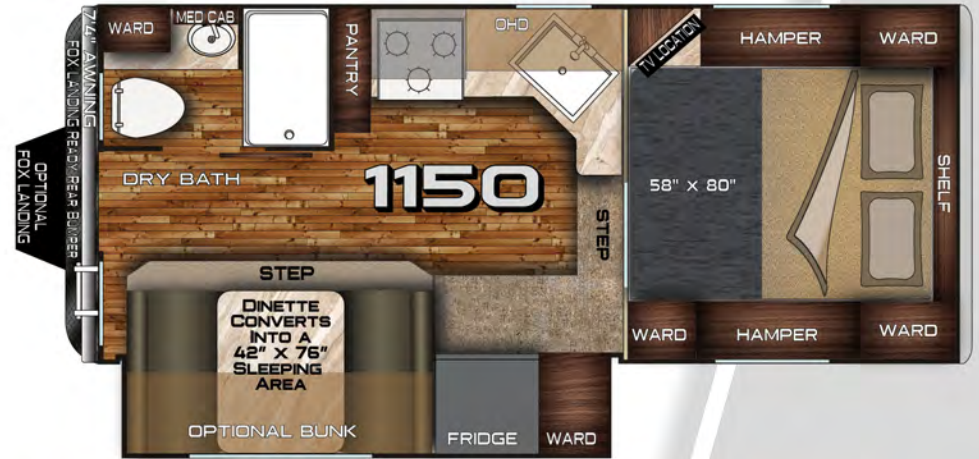 WARD
MED CAB
PANTRY
OHD
TV LOCATION
HAMPER
WARD
7'4" AWNING
FOX LANDING READY REAR BUMPER
OPTIONAL
FOX LANDING
DRY BATH
1150
STEP
58" X 80"
SHELF
STEP
DINETTE
CONVERTS
INTO A
42" X 76"
SLEEPING
AREA
OPTIONAL BUNK
FRIDGE
WARD
WARD
HAMPER
WARD